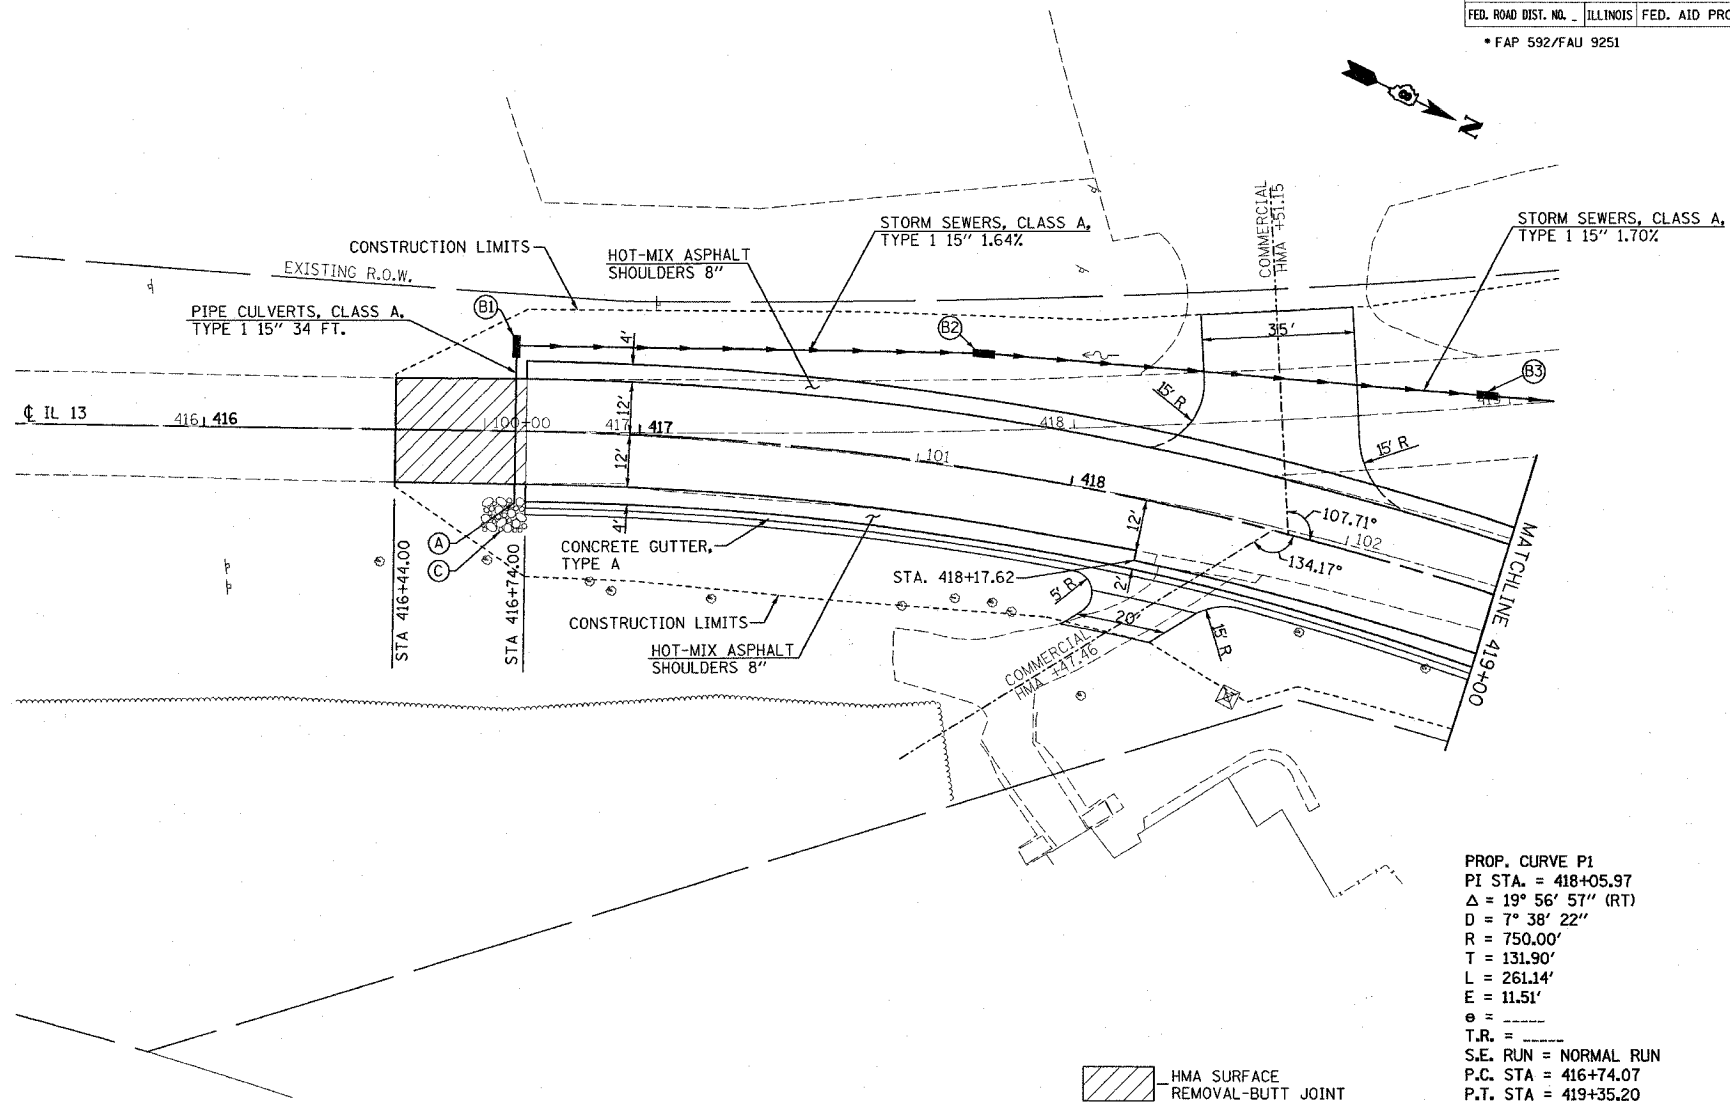 FED. ROAD DIST. NO. _ ILLINOIS FED. AID PRO
* FAP 592/FAU 9251
8
N
COMMERCIAL
HMA +51.15
STORM SEWERS, CLASS A,
TYPE 1 15" 1.64%
STORM SEWERS, CLASS A,
TYPE 1 15" 1.70%
CONSTRUCTION LIMITS
HOT-MIX ASPHALT
SHOULDERS 8"
EXISTING R.O.W.
PIPE CULVERTS, CLASS A,
TYPE 1 15" 34 FT.
B1
B2
B3
4'
35'
15' R
15' R
℄ IL 13
416
416
100+00
417
417
12'
12'
418
419
101
418
12'
102
107.71°
134.17°
4'
A
C
CONCRETE GUTTER,
TYPE A
STA. 418+17.62
2'
5' R
20'
15' R
STA 416+44.00
STA 416+74.00
CONSTRUCTION LIMITS
HOT-MIX ASPHALT
SHOULDERS 8"
COMMERCIAL
HMA +47.46
MATCHLINE 419+00
PROP. CURVE P1
PI STA. = 418+05.97
Δ = 19° 56' 57" (RT)
D = 7° 38' 22"
R = 750.00'
T = 131.90'
L = 261.14'
E = 11.51'
e = _____
T.R. = _____
S.E. RUN = NORMAL RUN
P.C. STA = 416+74.07
P.T. STA = 419+35.20
HMA SURFACE
REMOVAL-BUTT JOINT